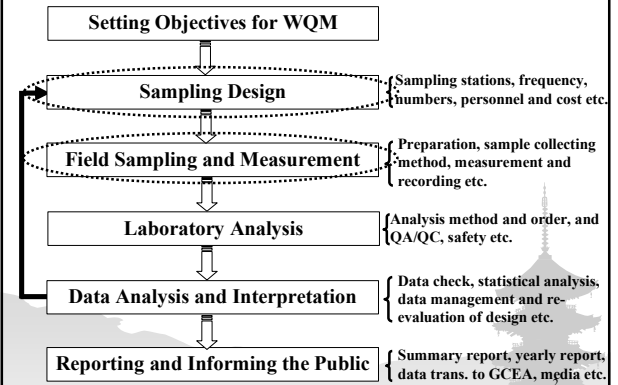 Setting Objectives for WQM
Sampling Design
Sampling stations, frequency,
numbers, personnel and cost etc.
Field Sampling and Measurement
Preparation, sample collecting
method, measurement and
recording etc.
Laboratory Analysis
Analysis method and order, and
QA/QC, safety etc.
Data Analysis and Interpretation
Data check, statistical analysis,
data management and re-
evaluation of design etc.
Reporting and Informing the Public
Summary report, yearly report,
data trans. to GCEA, media etc.